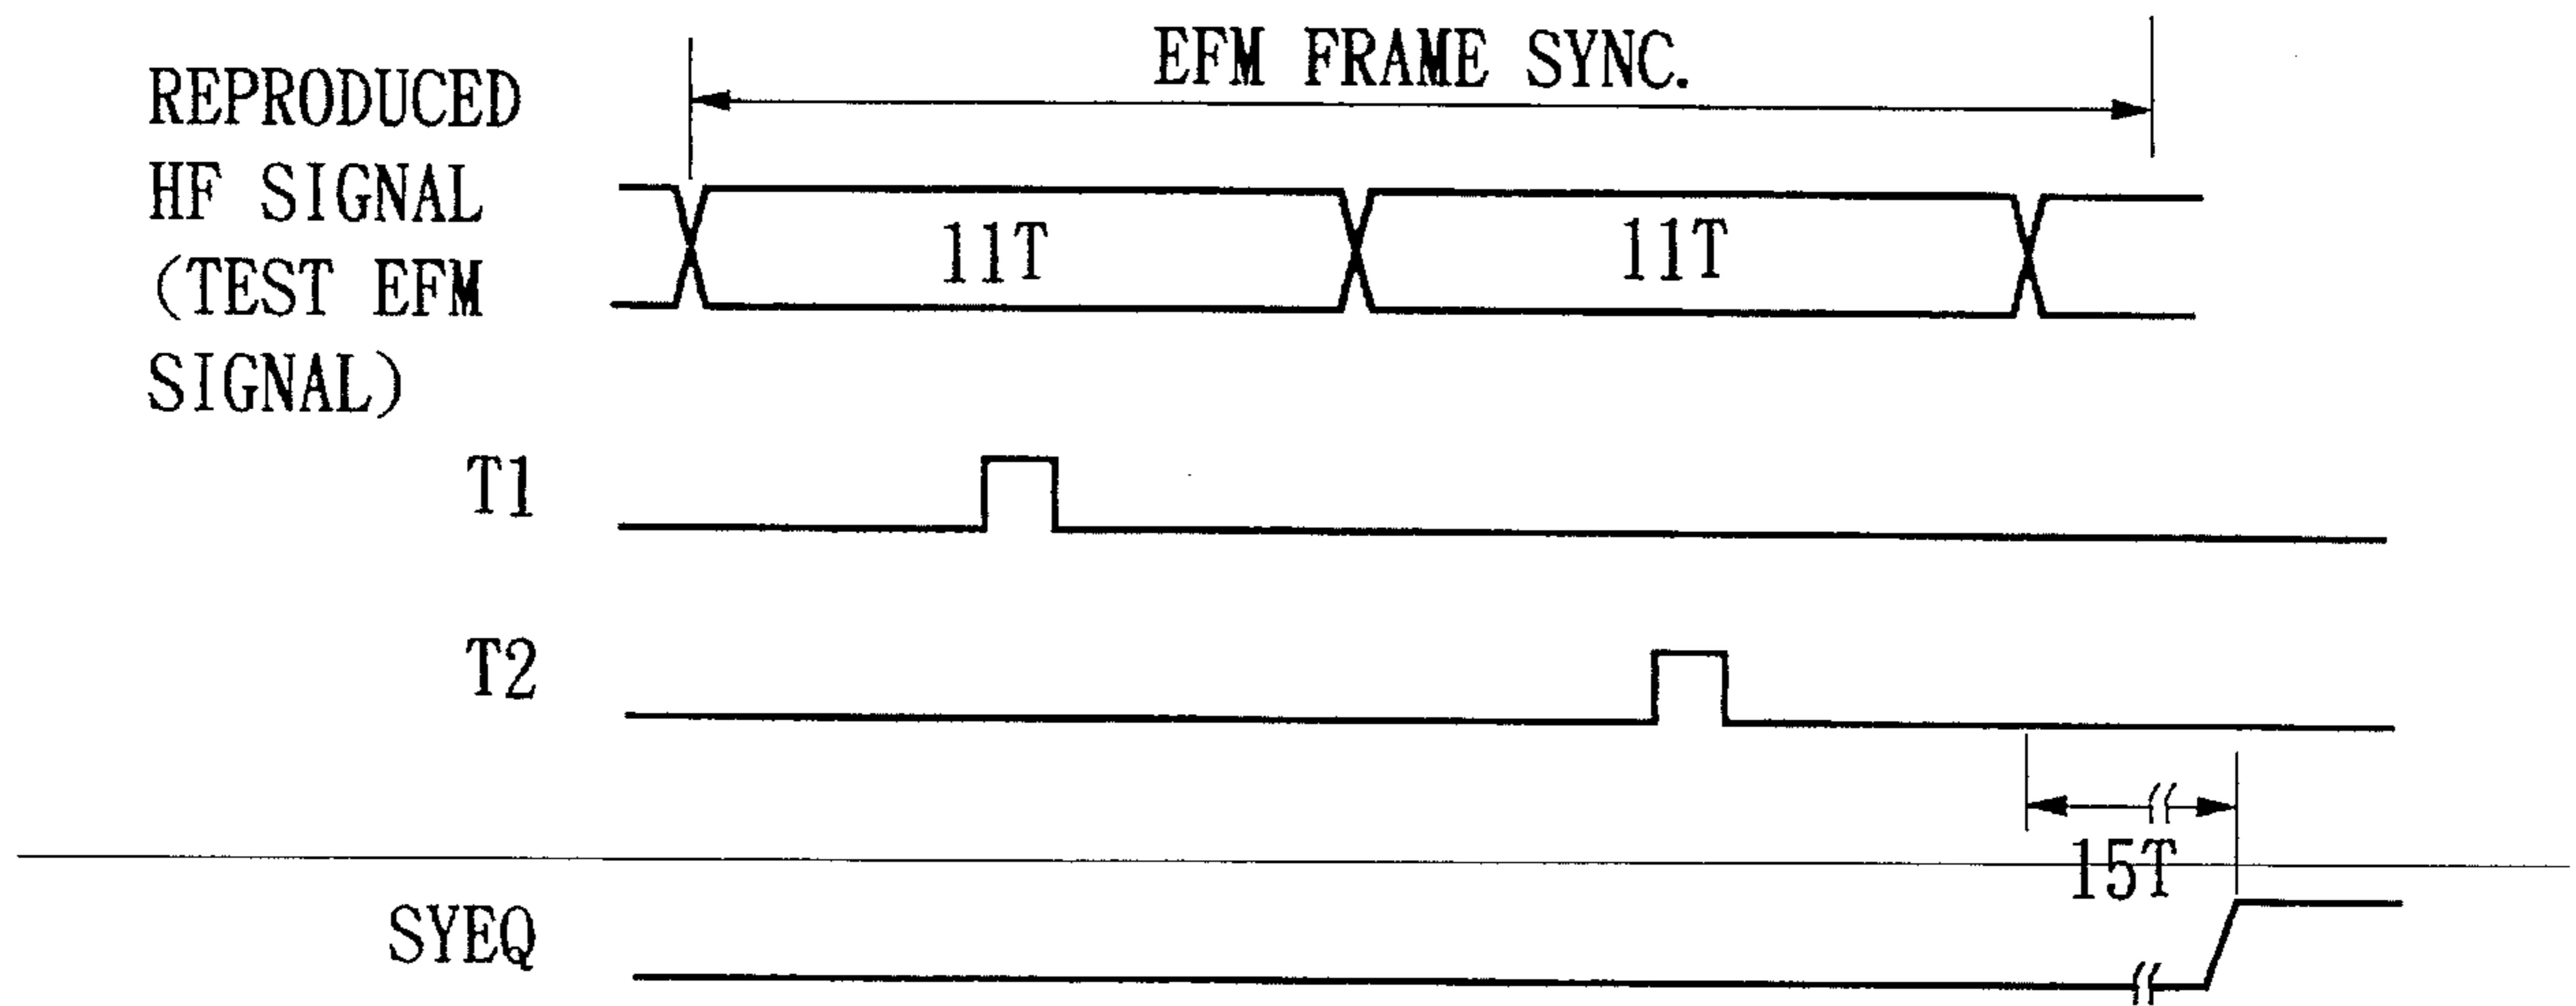 EFM FRAME SYNC.
REPRODUCED
HF SIGNAL
(TEST EFM
SIGNAL)
11T
11T
T1
T2
15T
SYEQ